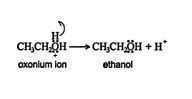 H
CH₃CH₂OH ⟶ CH₃CH₂OH + H⁺
+
oxonium ion ethanol